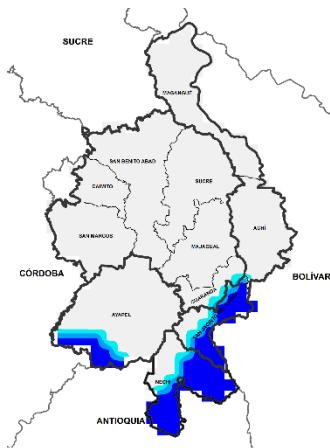 SUCRE
MAGANGUÉ
SAN BENITO ABAD
SUCRE
CAIMITO
SAN MARCOS
MAJAGUAL
ACHÍ
CÓRDOBA
BOLÍVAR
GUARANDA
AYAPEL
NECHÍ
ANTIOQUIA